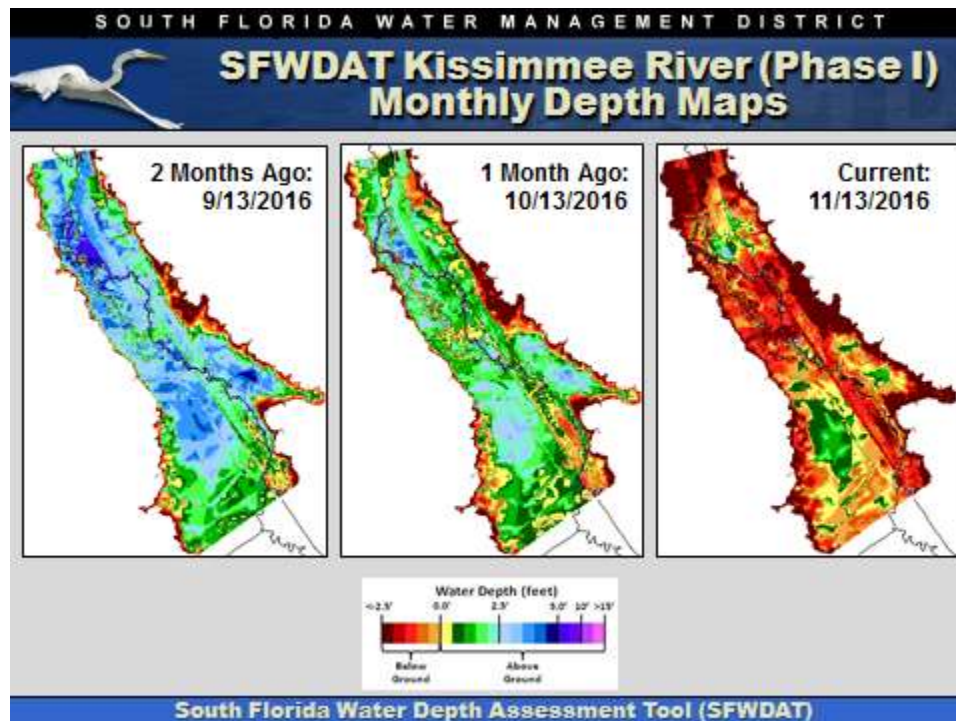 SOUTH FLORIDA WATER MANAGEMENT DISTRICT
SFWDAT Kissimmee River (Phase I)
Monthly Depth Maps
2 Months Ago:
9/13/2016
1 Month Ago:
10/13/2016
Current:
11/13/2016
Water Depth (feet)
<-2.5' 0.0' 2.5' 5.0' 10' >15'
Below
Ground
Above
Ground
South Florida Water Depth Assessment Tool (SFWDAT)